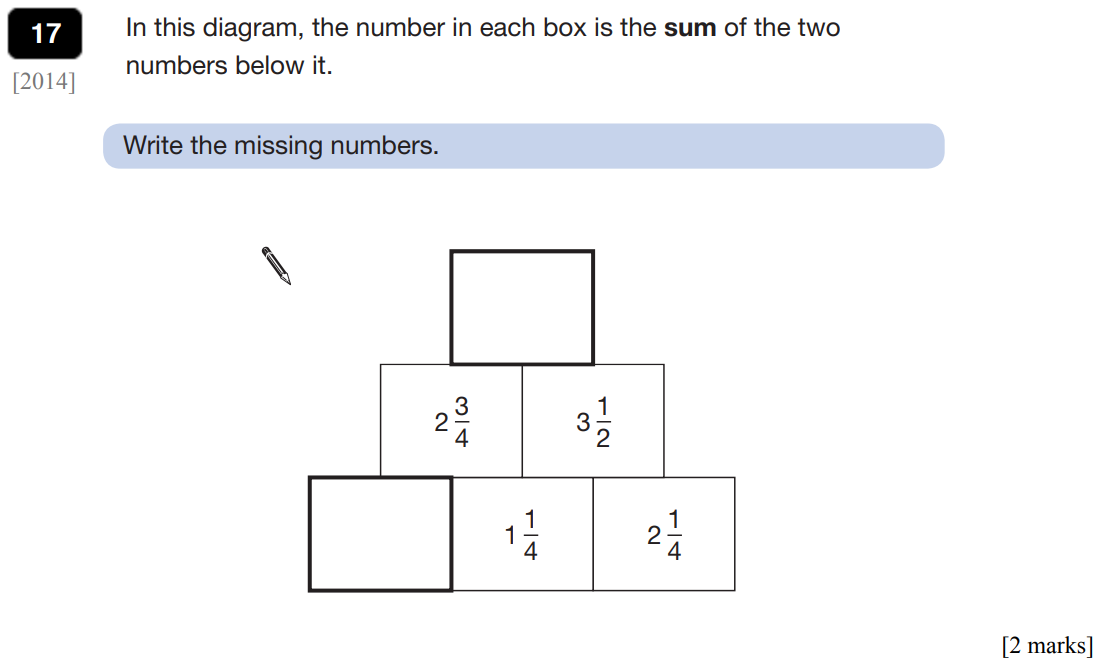 17
In this diagram, the number in each box is the sum of the two
[2014]
numbers below it.
Write the missing numbers.
2 3/4 3 1/2
1 1/4 2 1/4
[2 marks]